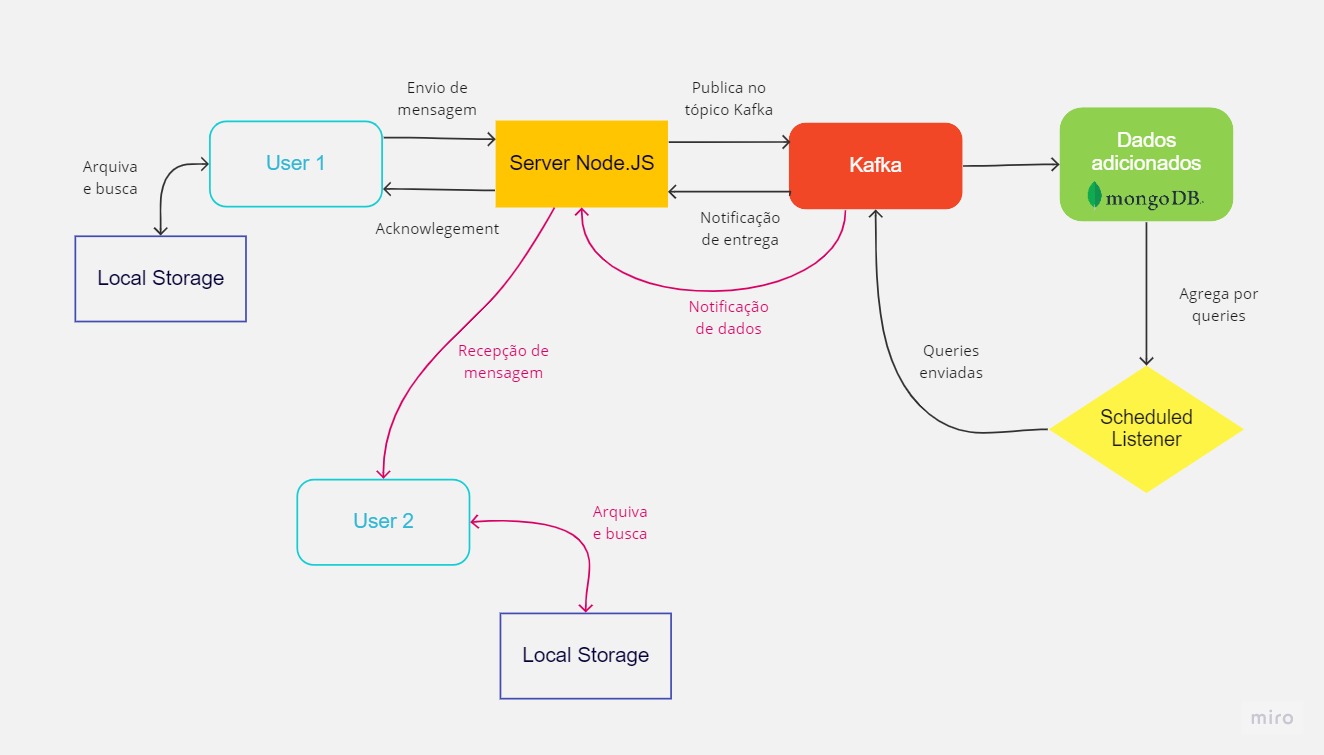 Envio de
mensagem
Publica no
tópico Kafka
Arquiva
e busca
User 1
Server Node.JS
Kafka
Dados
adicionados
mongoDB.
Acknowlegement
Notificação
de entrega
Local Storage
Notificação
de dados
Agrega por
queries
Recepção de
mensagem
Queries
enviadas
Scheduled
Listener
User 2
Arquiva
e busca
Local Storage
miro